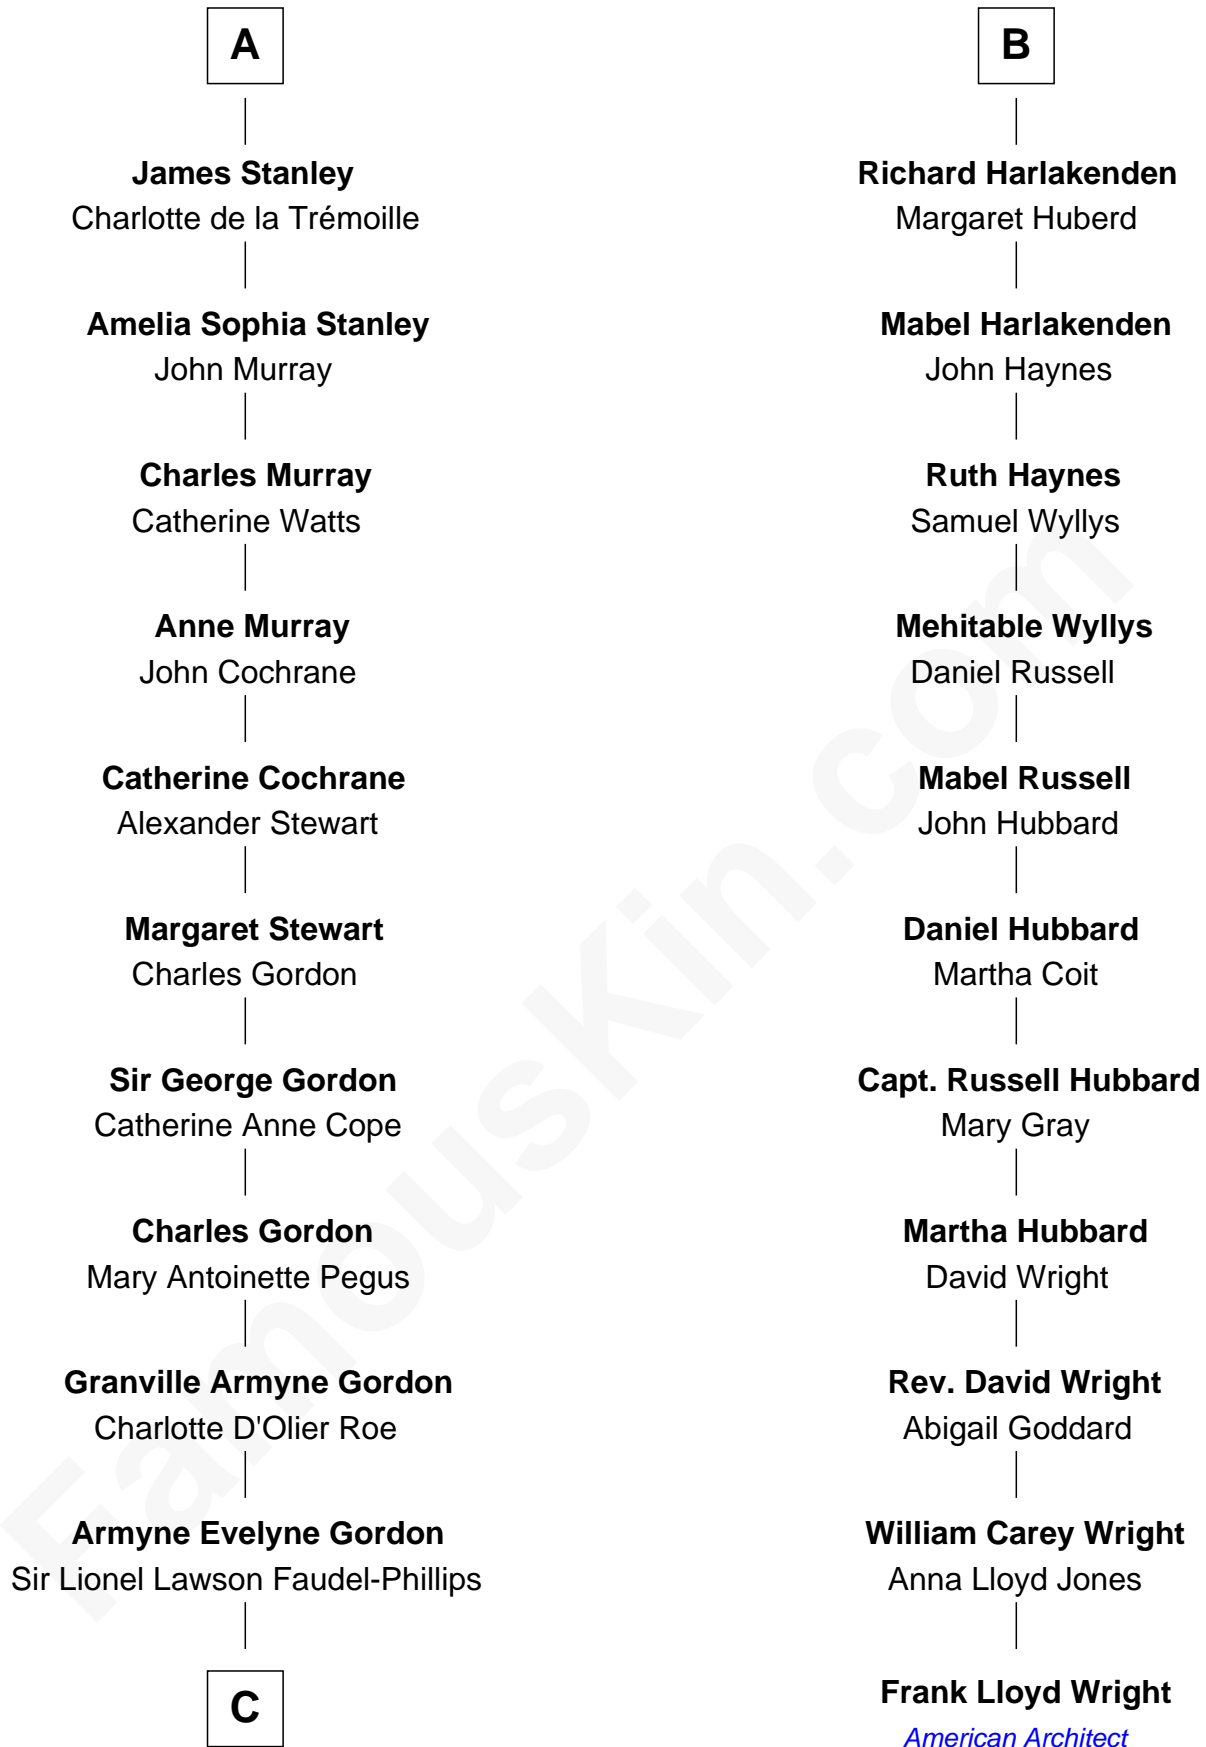 A
James Stanley
Charlotte de la Trémoille
Amelia Sophia Stanley
John Murray
Charles Murray
Catherine Watts
Anne Murray
John Cochrane
Catherine Cochrane
Alexander Stewart
Margaret Stewart
Charles Gordon
Sir George Gordon
Catherine Anne Cope
Charles Gordon
Mary Antoinette Pegus
Granville Armyne Gordon
Charlotte D'Olier Roe
Armyne Evelyne Gordon
Sir Lionel Lawson Faudel-Phillips
C
B
Richard Harlakenden
Margaret Huberd
Mabel Harlakenden
John Haynes
Ruth Haynes
Samuel Wyllys
Mehitable Wyllys
Daniel Russell
Mabel Russell
John Hubbard
Daniel Hubbard
Martha Coit
Capt. Russell Hubbard
Mary Gray
Martha Hubbard
David Wright
Rev. David Wright
Abigail Goddard
William Carey Wright
Anna Lloyd Jones
Frank Lloyd Wright
American Architect
FamousKin.com